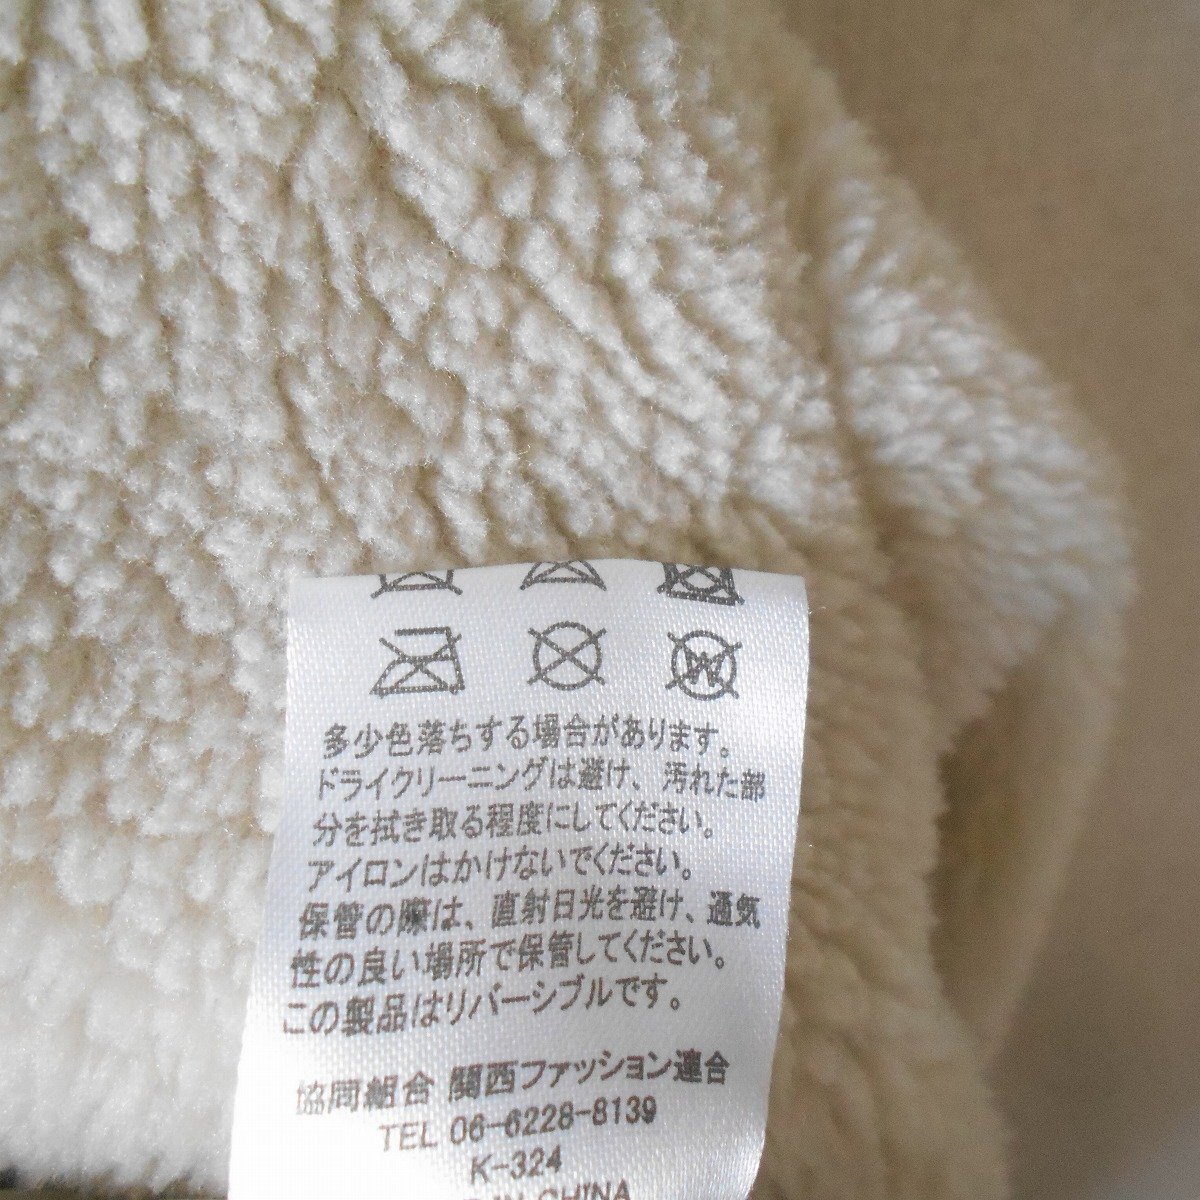 W
多少色落ちする場合があります。
ドライクリーニングは避け、汚れた部
分を拭き取る程度にしてください。
アイロンはかけないでください。
保管の際は、直射日光を避け、通気
性の良い場所で保管してください。
この製品はリバーシブルです。
協同組合 関西ファッション連合
TEL 06-6228-8139
K-324
IN CHINA